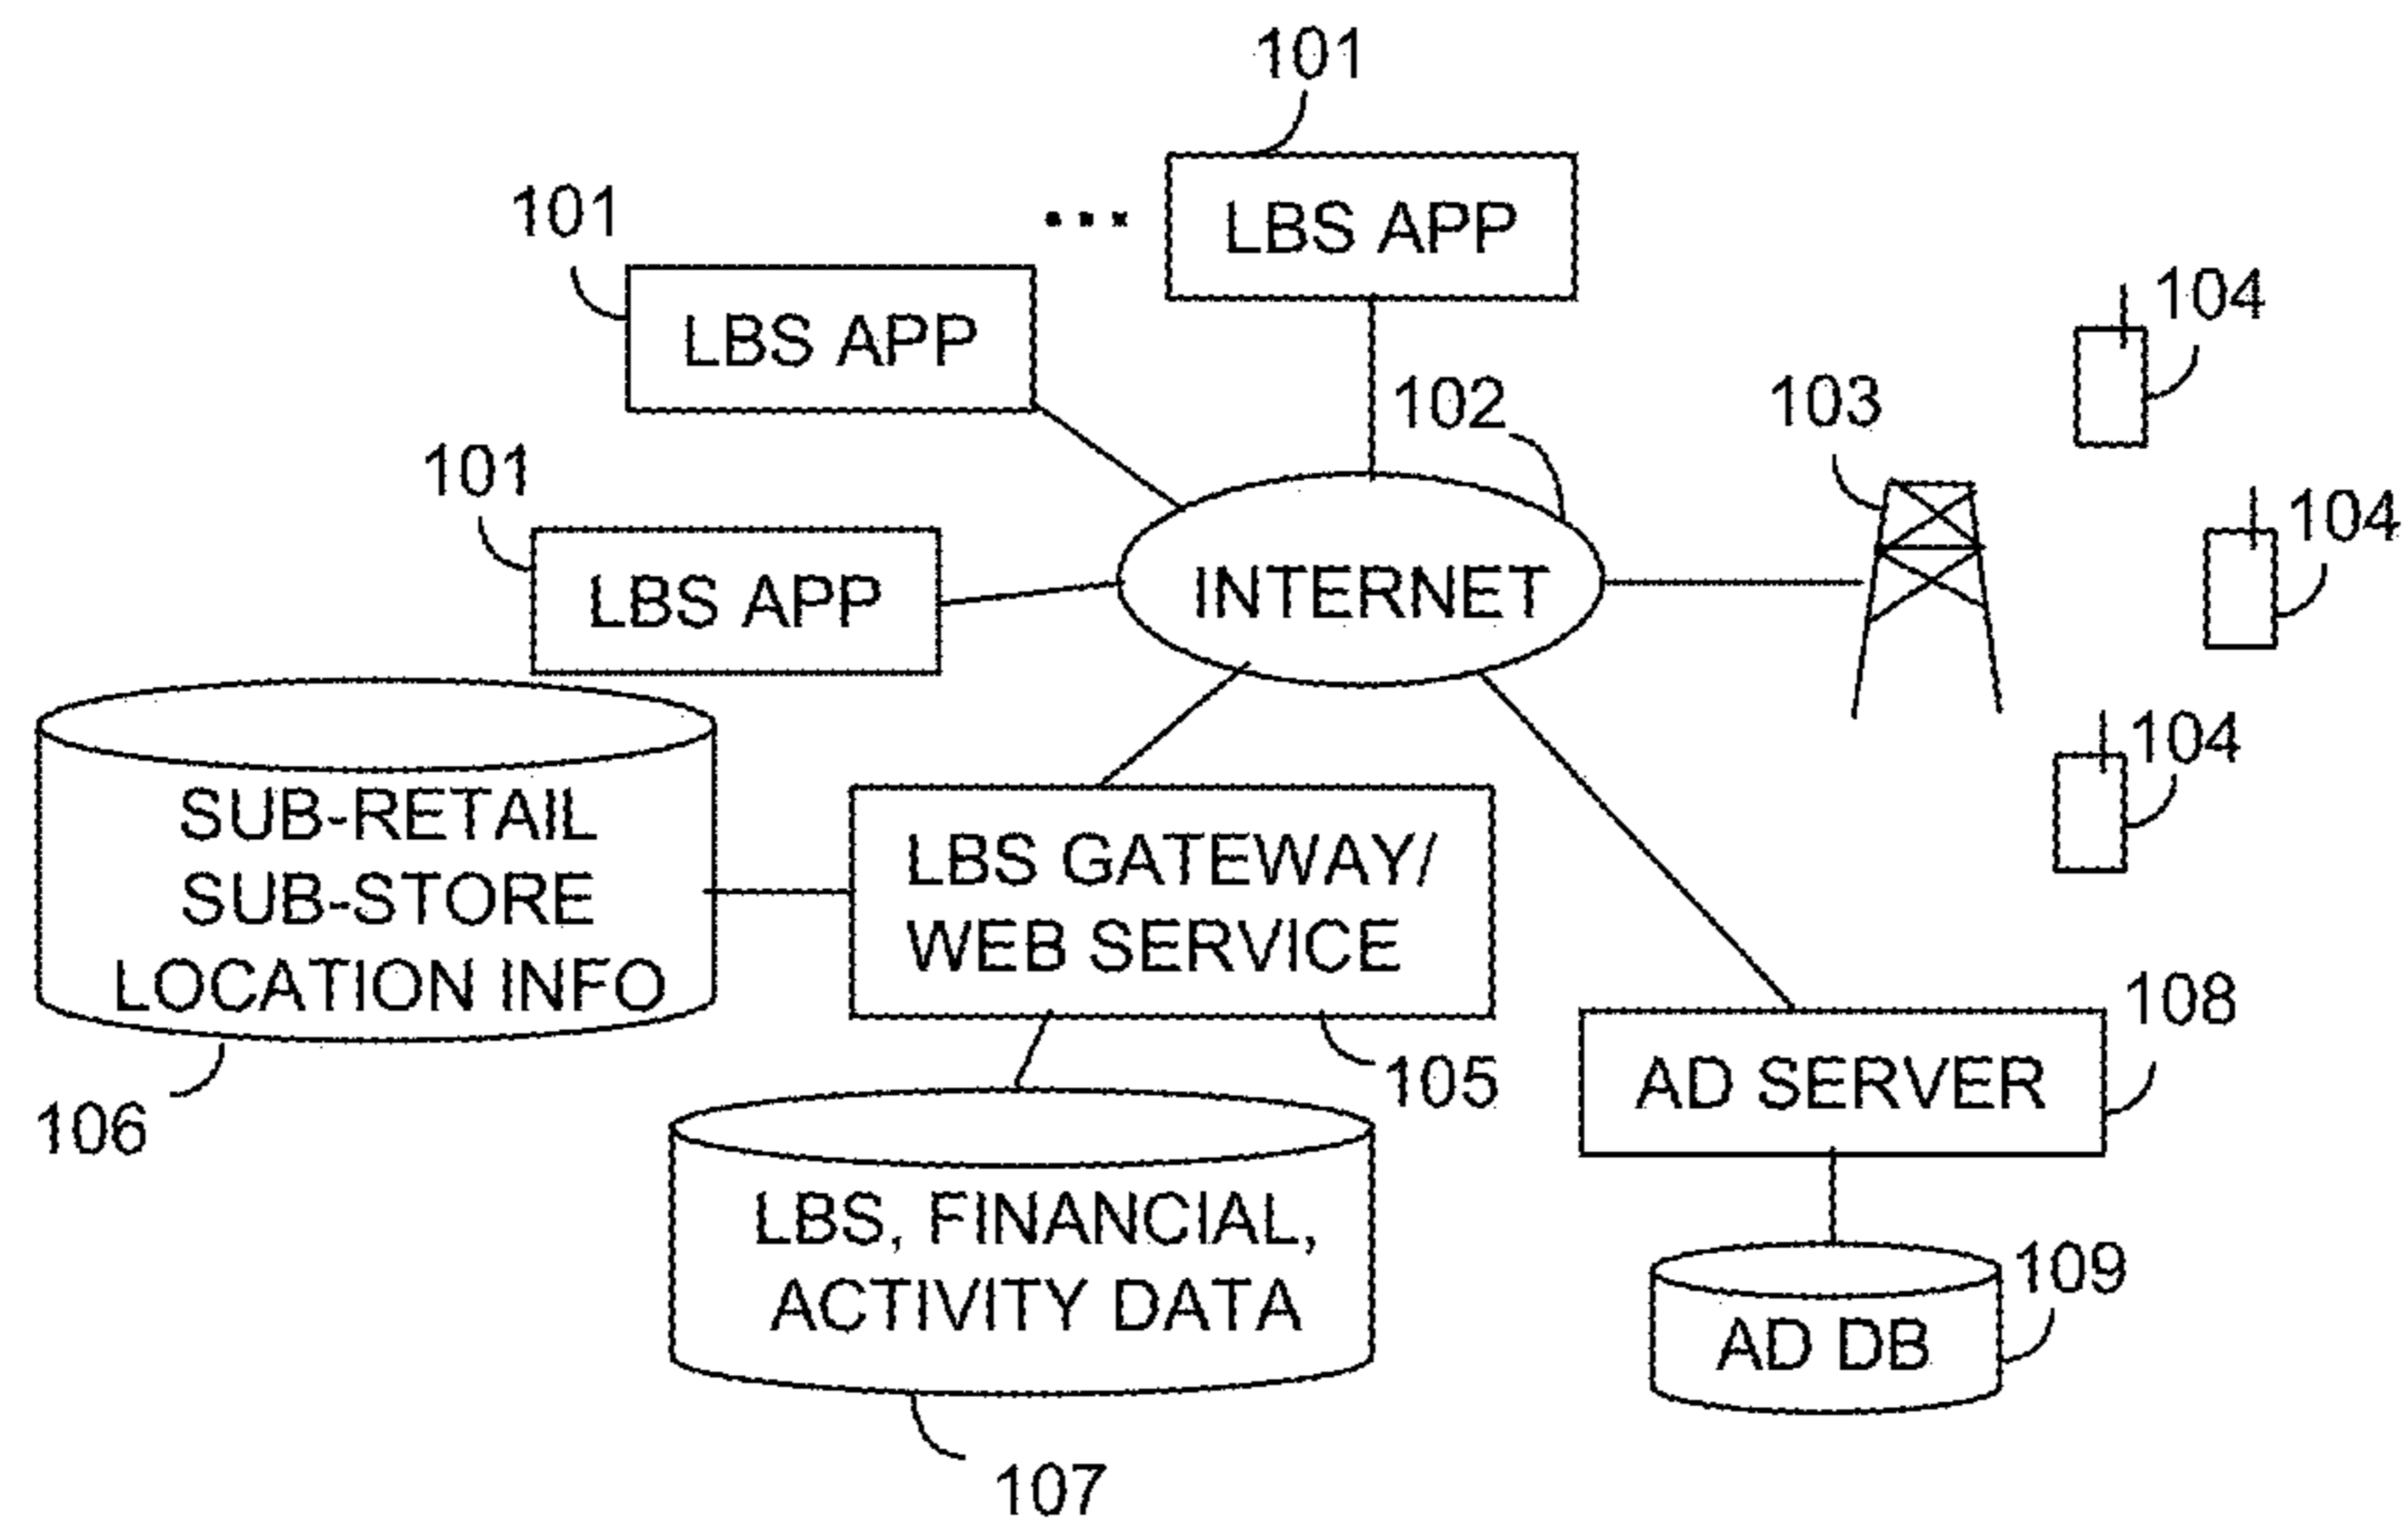 101
101
...
LBS APP
104
LBS APP
102
103
101
104
LBS APP
INTERNET
104
SUB-RETAIL
SUB-STORE
LOCATION INFO
LBS GATEWAY/
WEB SERVICE
108
105
AD SERVER
106
LBS, FINANCIAL,
ACTIVITY DATA
109
AD DB
107